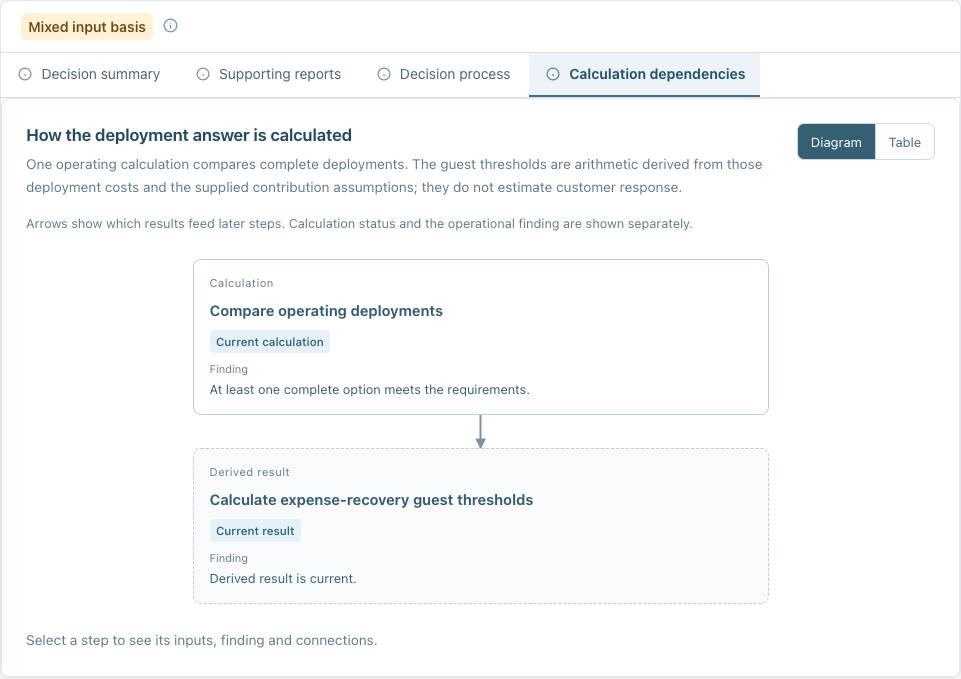 Mixed input basis
Decision summary
Supporting reports
Decision process
Calculation dependencies
How the deployment answer is calculated
Diagram
Table
One operating calculation compares complete deployments. The guest thresholds are arithmetic derived from those
deployment costs and the supplied contribution assumptions; they do not estimate customer response.
Arrows show which results feed later steps. Calculation status and the operational finding are shown separately.
Calculation
Compare operating deployments
Current calculation
Finding
At least one complete option meets the requirements.
Derived result
Calculate expense-recovery guest thresholds
Current result
Finding
Derived result is current.
Select a step to see its inputs, finding and connections.